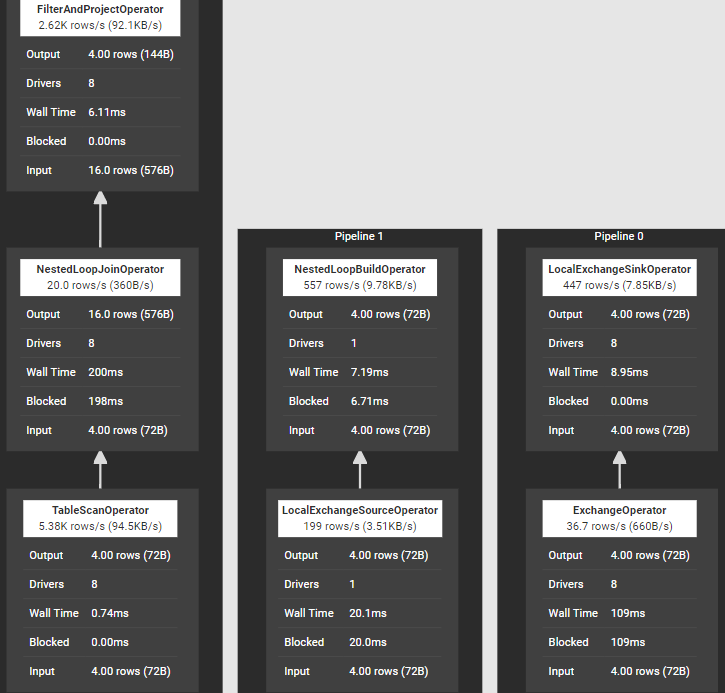 FilterAndProjectOperator
2.62K rows/s (92.1KB/s)
Output 4.00 rows (144B)
Drivers 8
Wall Time 6.11ms
Blocked 0.00ms
Input 16.0 rows (576B)
NestedLoopJoinOperator
20.0 rows/s (360B/s)
Output 16.0 rows (576B)
Drivers 8
Wall Time 200ms
Blocked 198ms
Input 4.00 rows (72B)
TableScanOperator
5.38K rows/s (94.5KB/s)
Output 4.00 rows (72B)
Drivers 8
Wall Time 0.74ms
Blocked 0.00ms
Input 4.00 rows (72B)
Pipeline 1
NestedLoopBuildOperator
557 rows/s (9.78KB/s)
Output 4.00 rows (72B)
Drivers 1
Wall Time 7.19ms
Blocked 6.71ms
Input 4.00 rows (72B)
LocalExchangeSourceOperator
199 rows/s (3.51KB/s)
Output 4.00 rows (72B)
Drivers 1
Wall Time 20.1ms
Blocked 20.0ms
Input 4.00 rows (72B)
Pipeline 0
LocalExchangeSinkOperator
447 rows/s (7.85KB/s)
Output 4.00 rows (72B)
Drivers 8
Wall Time 8.95ms
Blocked 0.00ms
Input 4.00 rows (72B)
ExchangeOperator
36.7 rows/s (660B/s)
Output 4.00 rows (72B)
Drivers 8
Wall Time 109ms
Blocked 109ms
Input 4.00 rows (72B)